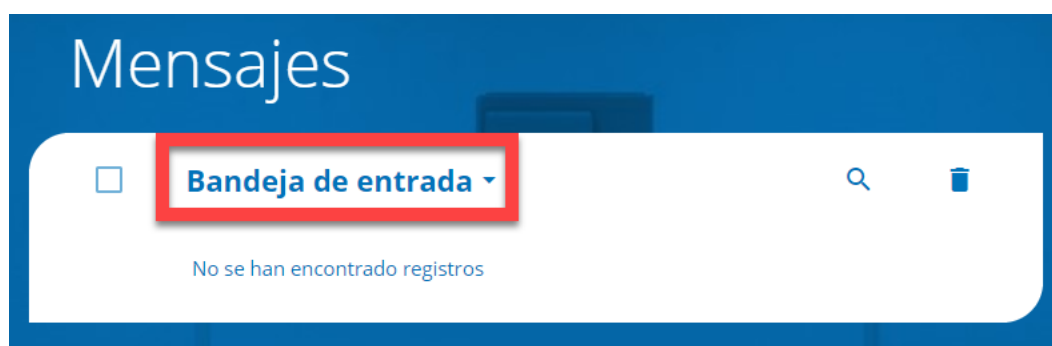 Mensajes
Bandeja de entrada
No se han encontrado registros